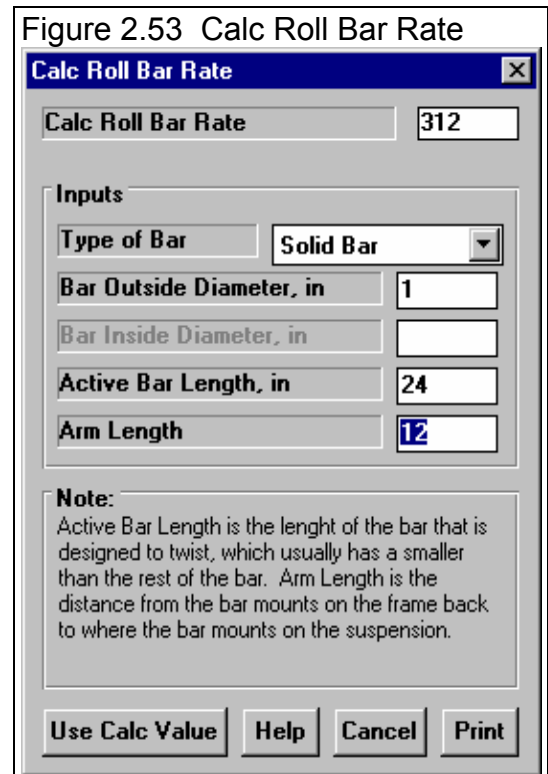 Figure 2.53 Calc Roll Bar Rate
Calc Roll Bar Rate
Calc Roll Bar Rate 312
Inputs
Type of Bar Solid Bar
Bar Outside Diameter, in 1
Bar Inside Diameter, in
Active Bar Length, in 24
Arm Length 12
Note:
Active Bar Length is the lenght of the bar that is
designed to twist, which usually has a smaller
than the rest of the bar. Arm Length is the
distance from the bar mounts on the frame back
to where the bar mounts on the suspension.
Use Calc Value Help Cancel Print